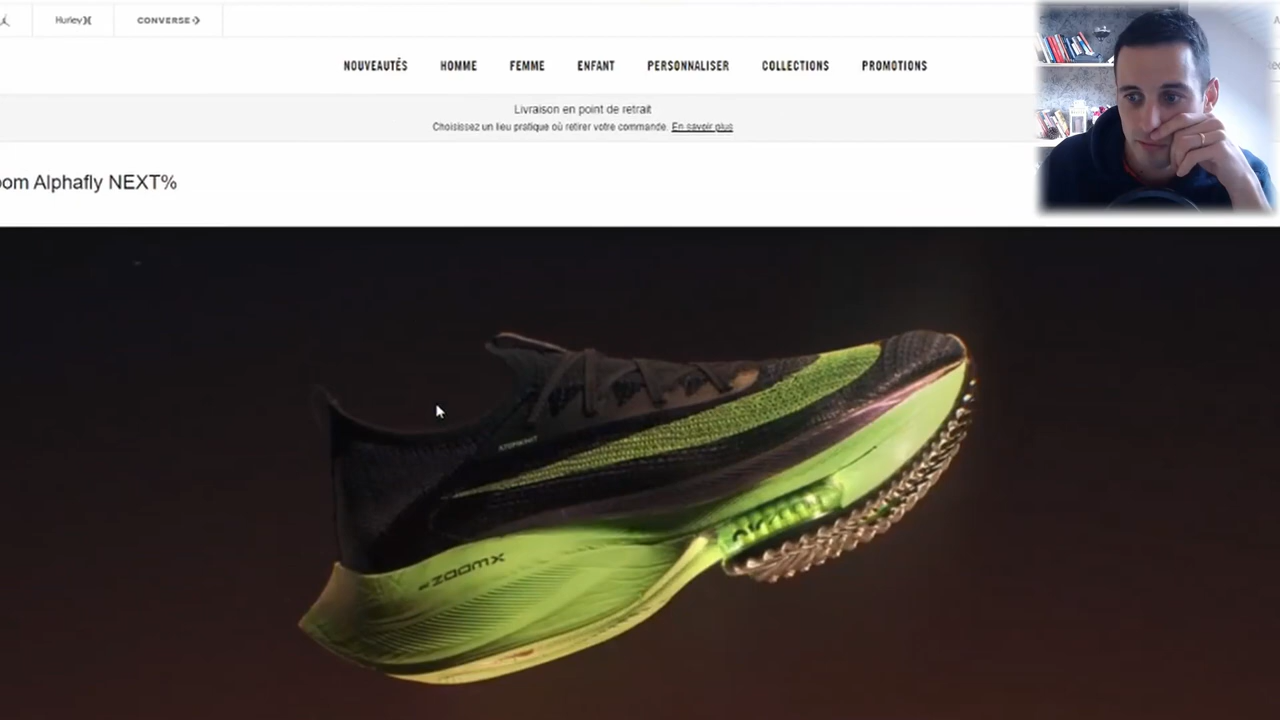 Hurley
CONVERSE
NOUVEAUTÉS HOMME FEMME ENFANT PERSONNALISER COLLECTIONS PROMOTIONS
Livraison en point de retrait
Choisissez un lieu pratique où retirer votre commande. En savoir plus
oom Alphafly NEXT%
ATOMKNIT
ZOOMX